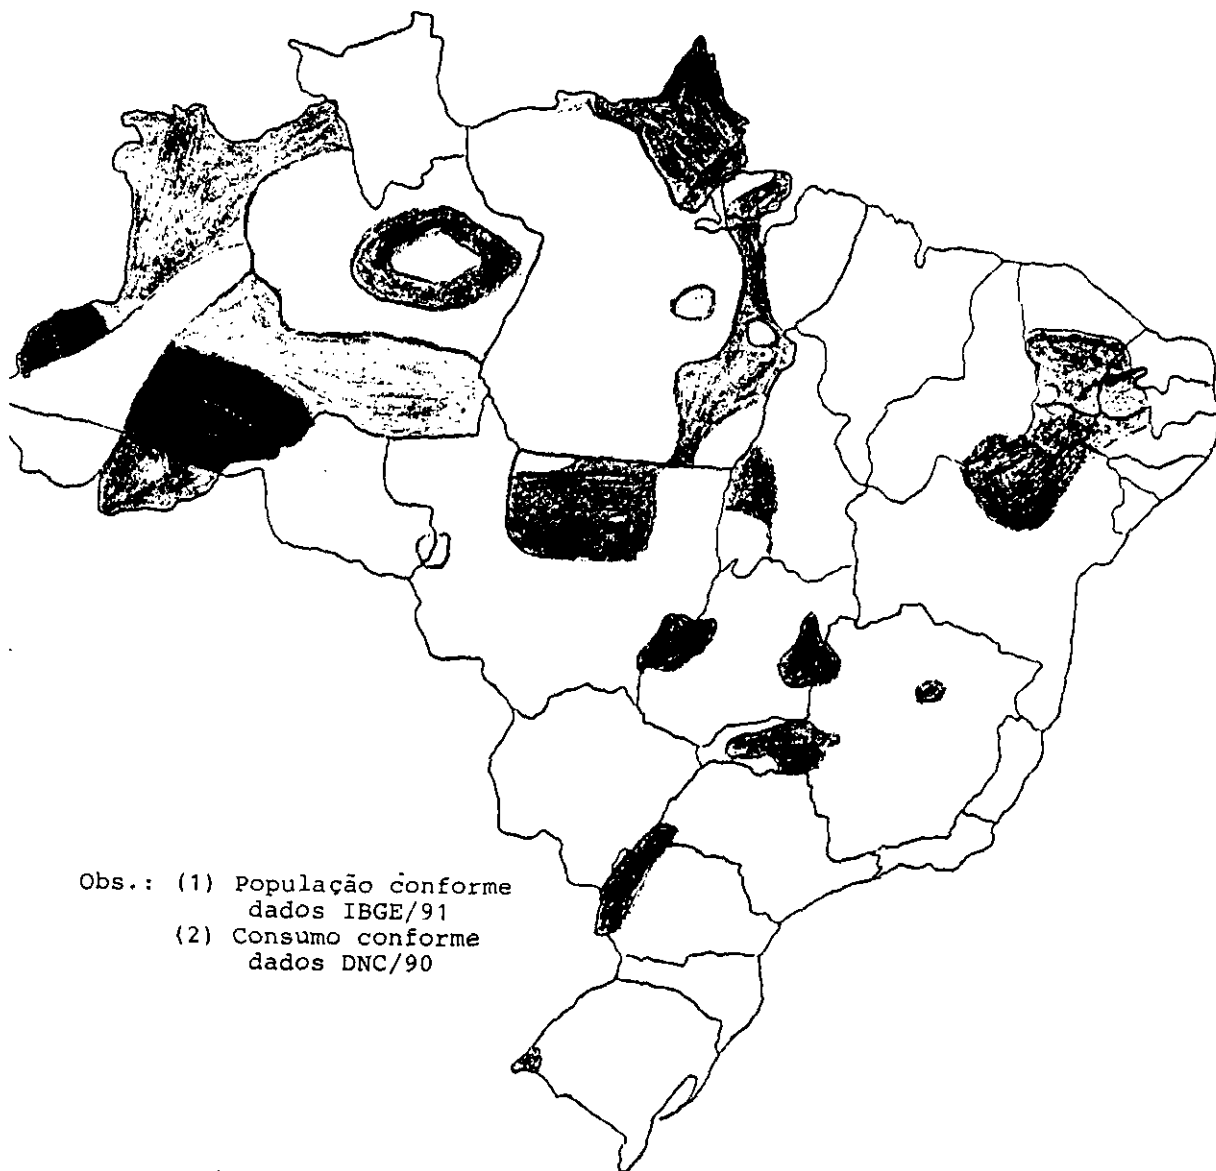 Obs.: (1) População conforme
dados IBGE/91
(2) Consumo conforme
dados DNC/90